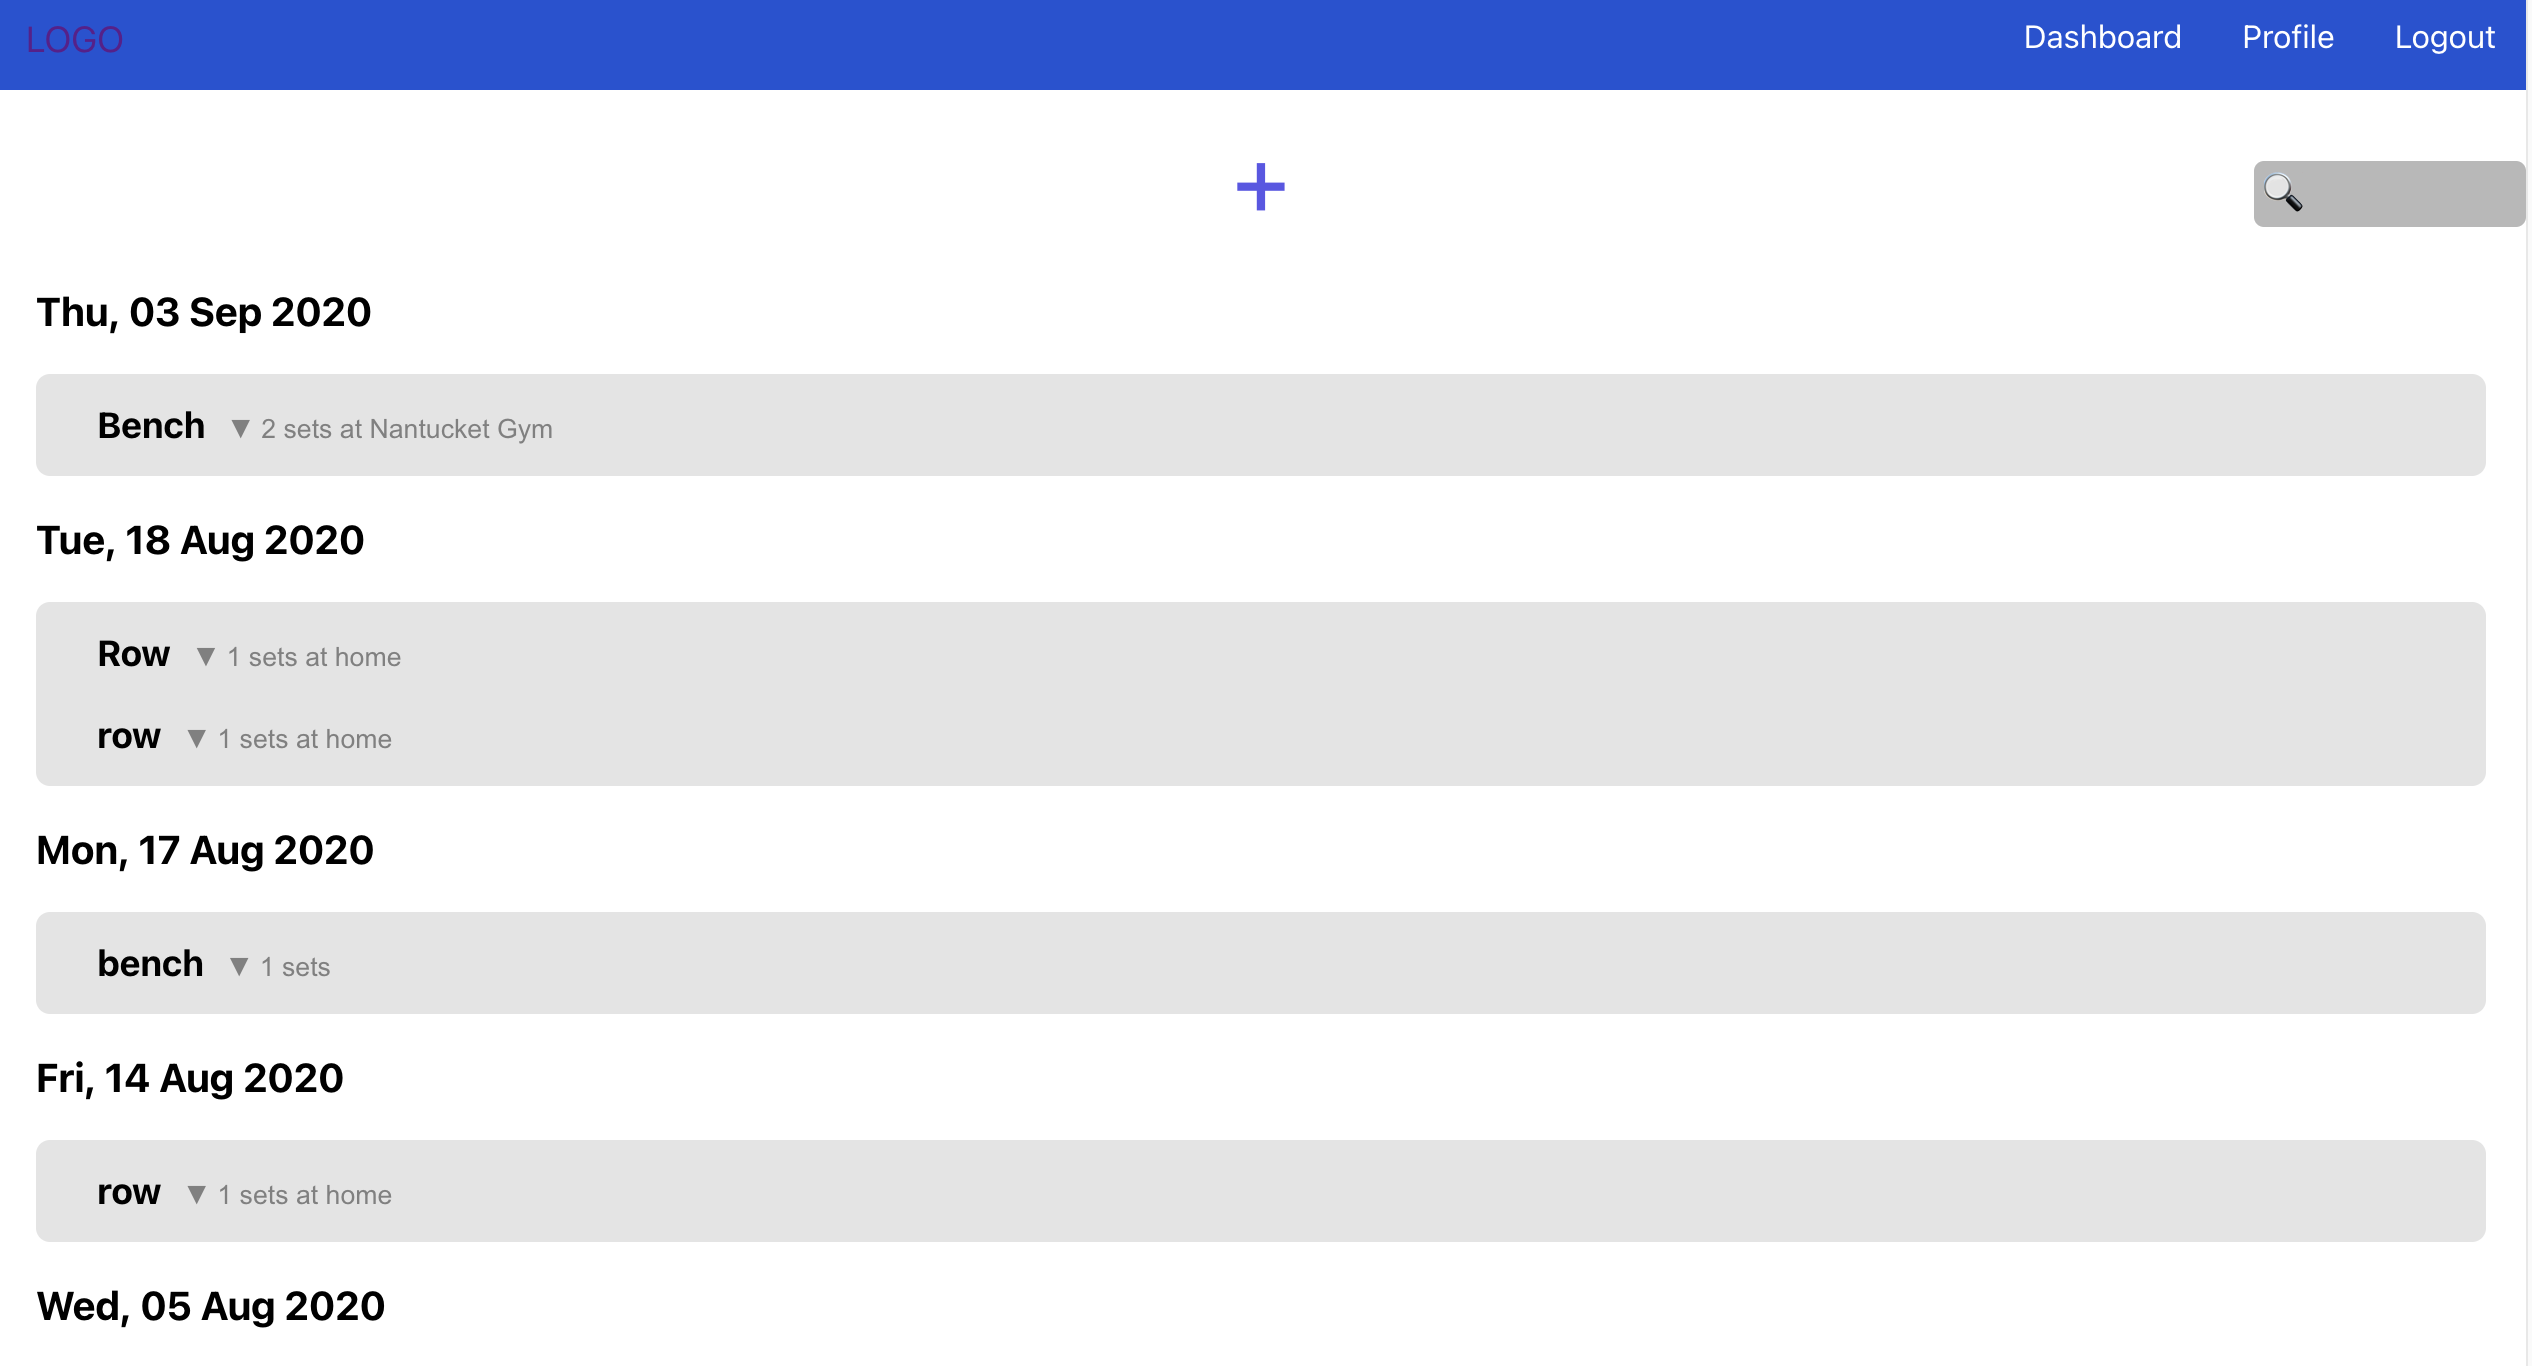 LOGO Dashboard Profile Logout
Thu, 03 Sep 2020
Bench ▼ 2 sets at Nantucket Gym
Tue, 18 Aug 2020
Row ▼ 1 sets at home
row ▼ 1 sets at home
Mon, 17 Aug 2020
bench ▼ 1 sets
Fri, 14 Aug 2020
row ▼ 1 sets at home
Wed, 05 Aug 2020